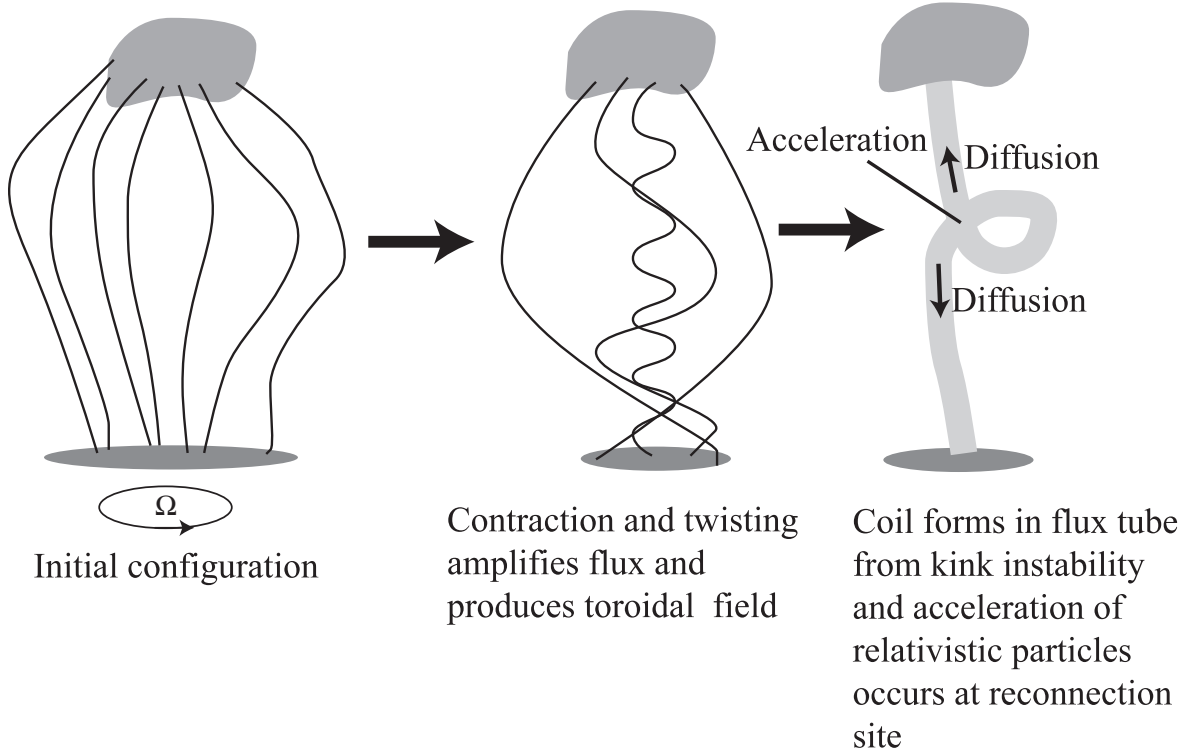 Acceleration
Diffusion
Diffusion
Ω
Initial configuration
Contraction and twisting
amplifies flux and
produces toroidal field
Coil forms in flux tube
from kink instability
and acceleration of
relativistic particles
occurs at reconnection
site